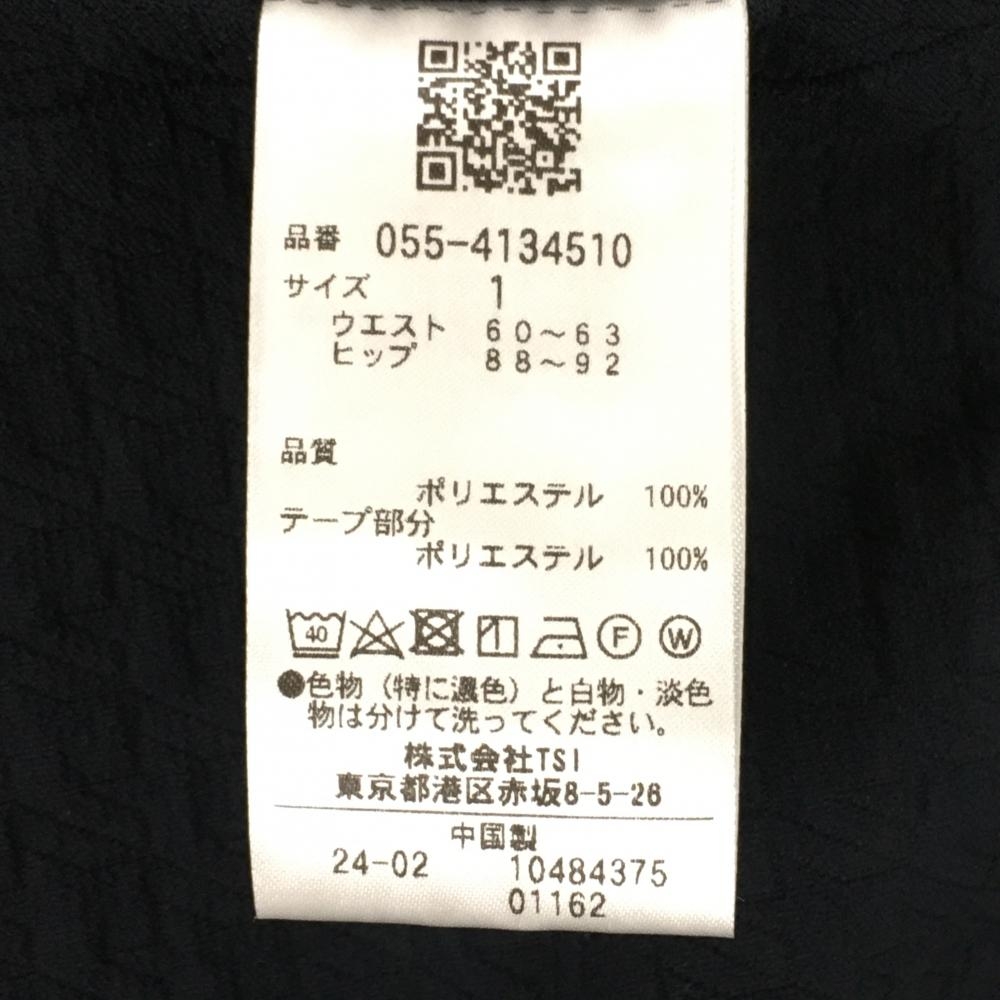 品番 055-4134510
サイズ 1
ウエスト 60～63
ヒップ 88～92
品質
ポリエステル 100%
テープ部分
ポリエステル 100%
40 F W
●色物（特に濃色）と白物・淡色
物は分けて洗ってください。
株式会社TSI
東京都港区赤坂8-5-26
中国製
24-02 10484375
01162